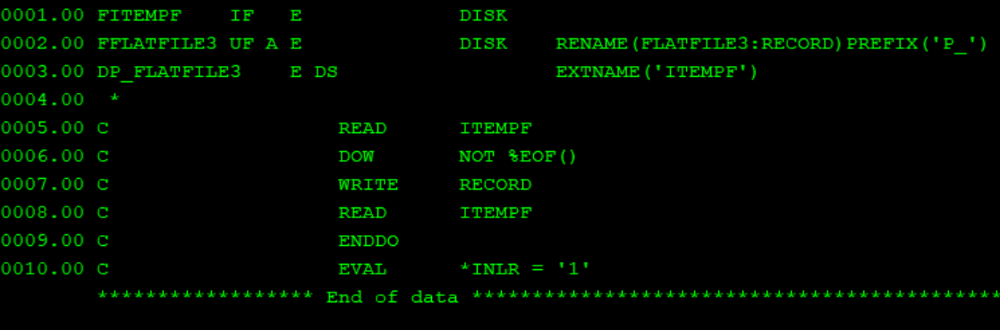 0001.00 FITEMPF    IF   E             DISK
0002.00 FFLATFILE3 UF A E             DISK    RENAME(FLATFILE3:RECORD)PREFIX('P_')
0003.00 DP_FLATFILE3    E DS                  EXTNAME('ITEMPF')
0004.00  *
0005.00 C                   READ      ITEMPF
0006.00 C                   DOW       NOT %EOF()
0007.00 C                   WRITE     RECORD
0008.00 C                   READ      ITEMPF
0009.00 C                   ENDDO
0010.00 C                   EVAL      *INLR = '1'
****************** End of data ********************************************